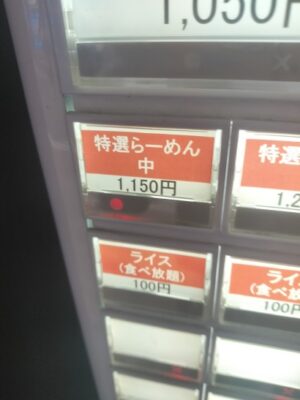 1,050円
特選らーめん
中
1,150円
特選
1,2
ライス
(食べ放題)
100円
ライ
(食べ放
100円